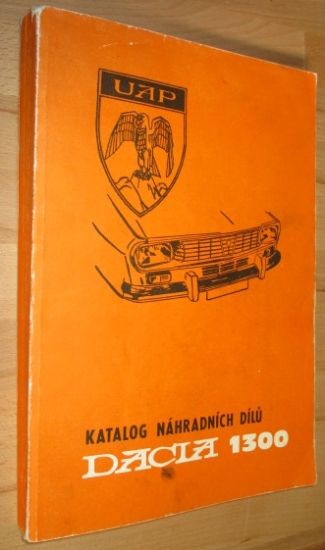 UAP
KATALOG NÁHRADNÍCH DÍLŮ
DACIA 1300